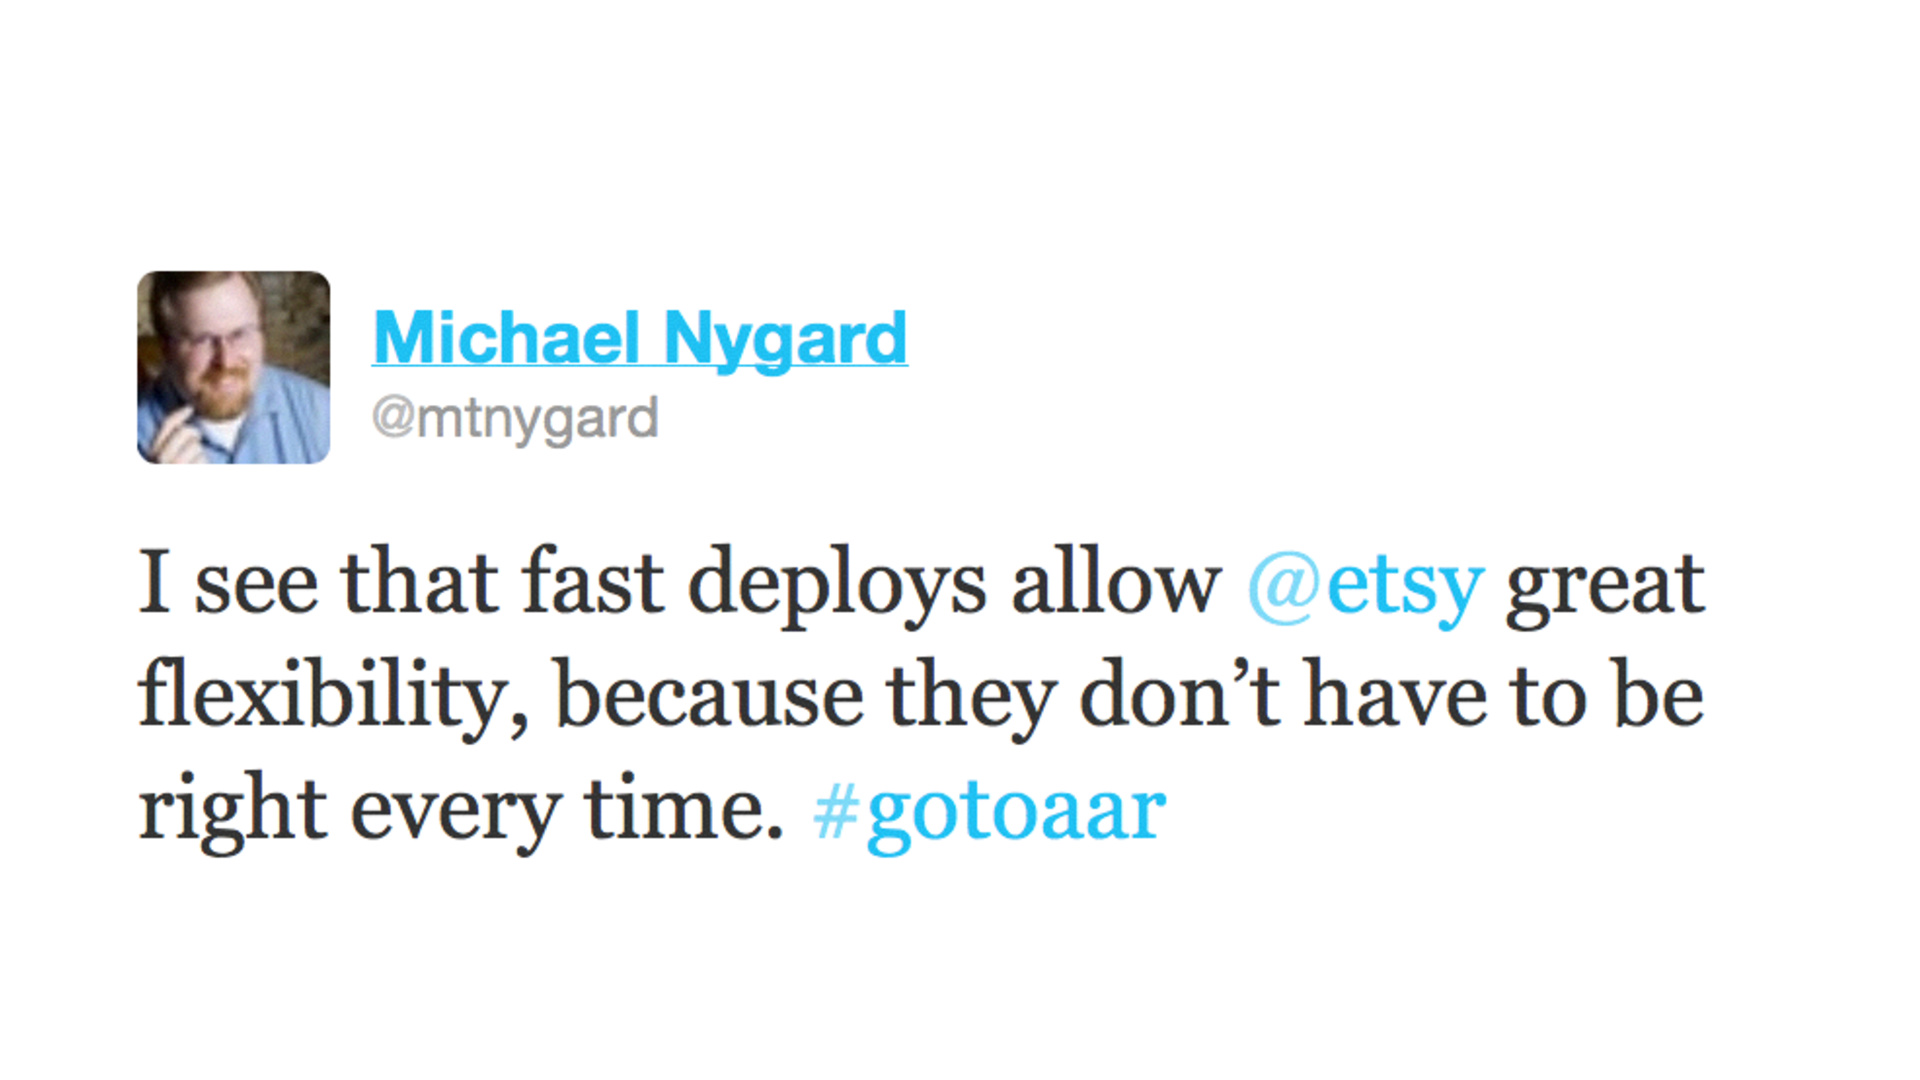 Michael Nygard
@mtnygard
I see that fast deploys allow @etsy great
flexibility, because they don’t have to be
right every time. #gotoaar